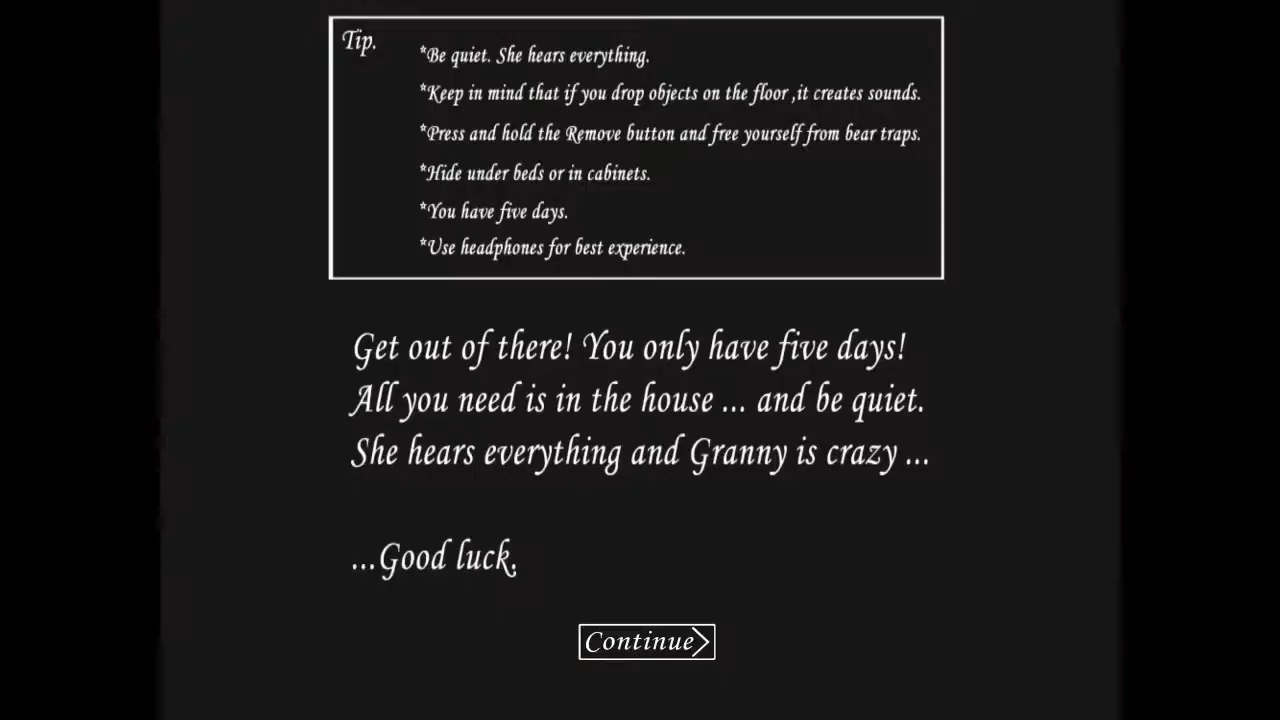 Tip.
*Be quiet. She hears everything.
*Keep in mind that if you drop objects on the floor ,it creates sounds.
*Press and hold the Remove button and free yourself from bear traps.
*Hide under beds or in cabinets.
*You have five days.
*Use headphones for best experience.
Get out of there! You only have five days!
All you need is in the house ... and be quiet.
She hears everything and Granny is crazy ...
...Good luck.
Continue>